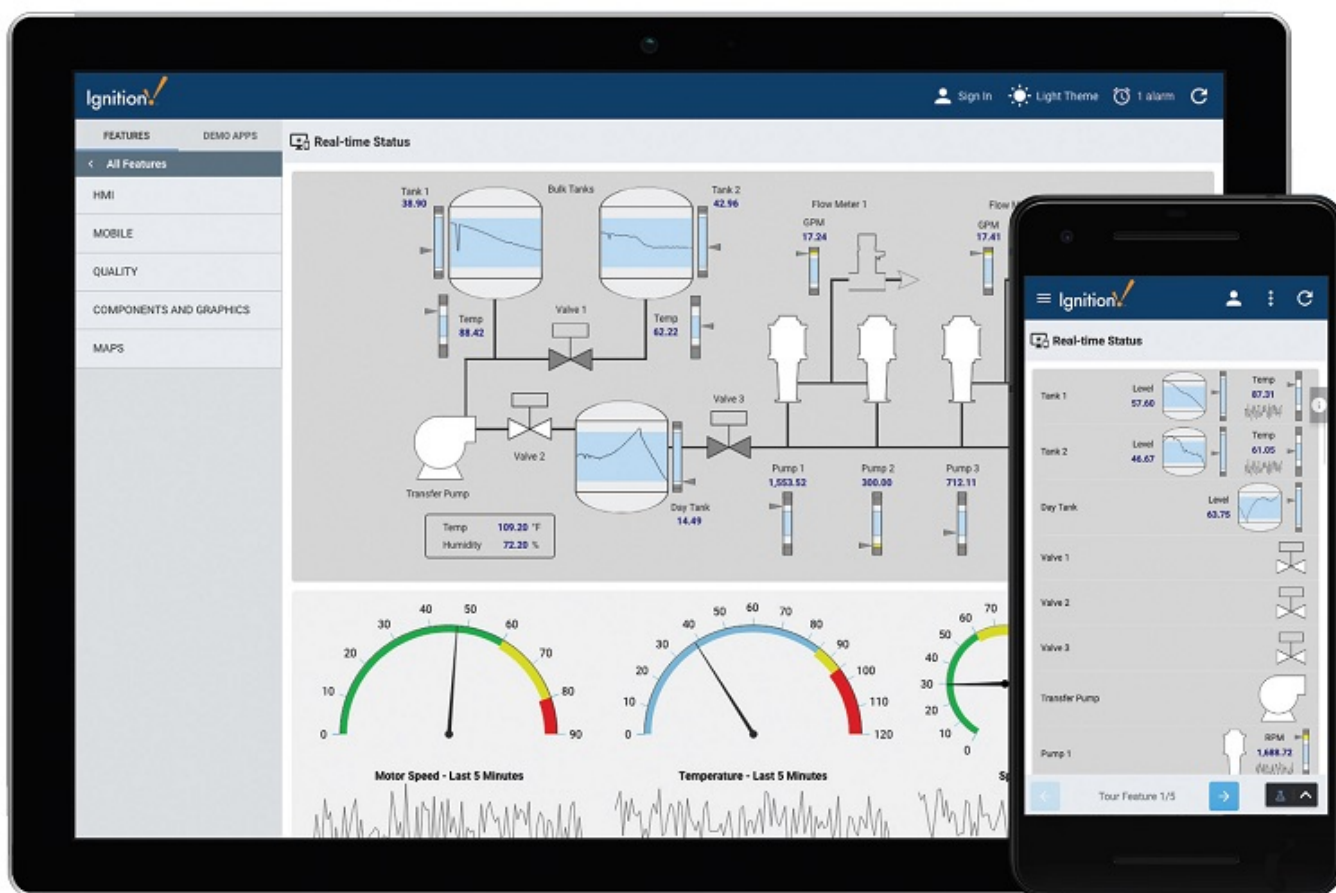 Ignition!
Sign In
Light Theme
1 alarm
FEATURES
DEMO APPS
< All Features
HMI
MOBILE
QUALITY
COMPONENTS AND GRAPHICS
MAPS
Real-time Status
Tank 1
38.90
Bulk Tanks
Tank 2
42.96
Flow Meter 1
GPM
17.24
GPM
17.41
Temp
88.42
Valve 1
Temp
62.22
Valve 2
Valve 3
Transfer Pump
Day Tank
14.49
Pump 1
1,553.52
Pump 2
300.00
Pump 3
712.11
Temp 109.20 °F
Humidity 72.20 %
0 10 20 30 40 50 60 70 80 90
Motor Speed - Last 5 Minutes
0 10 20 30 40 50 60 70 80 90 100 110 120
Temperature - Last 5 Minutes
0 10 20 30 40 50 60 70
Ignition!
Real-time Status
Tank 1
Level
57.60
Temp
87.31
Tank 2
Level
46.67
Temp
61.05
Day Tank
Level
63.75
Valve 1
Valve 2
Valve 3
Transfer Pump
Pump 1
RPM
1,688.72
Tour Feature 1/5